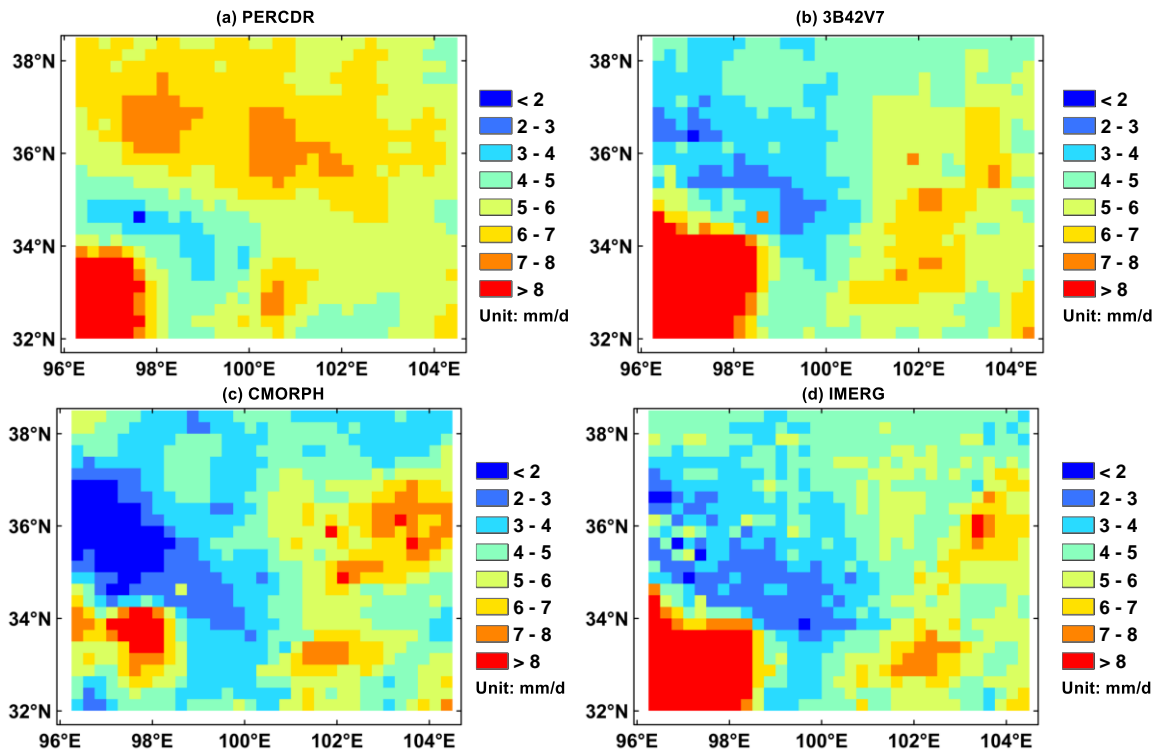 (a) PERCDR
38°N
36°N
34°N
32°N
96°E 98°E 100°E 102°E 104°E
< 2
2 - 3
3 - 4
4 - 5
5 - 6
6 - 7
7 - 8
> 8
Unit: mm/d
(b) 3B42V7
38°N
36°N
34°N
32°N
96°E 98°E 100°E 102°E 104°E
< 2
2 - 3
3 - 4
4 - 5
5 - 6
6 - 7
7 - 8
> 8
Unit: mm/d
(c) CMORPH
38°N
36°N
34°N
32°N
96°E 98°E 100°E 102°E 104°E
< 2
2 - 3
3 - 4
4 - 5
5 - 6
6 - 7
7 - 8
> 8
Unit: mm/d
(d) IMERG
38°N
36°N
34°N
32°N
96°E 98°E 100°E 102°E 104°E
< 2
2 - 3
3 - 4
4 - 5
5 - 6
6 - 7
7 - 8
> 8
Unit: mm/d